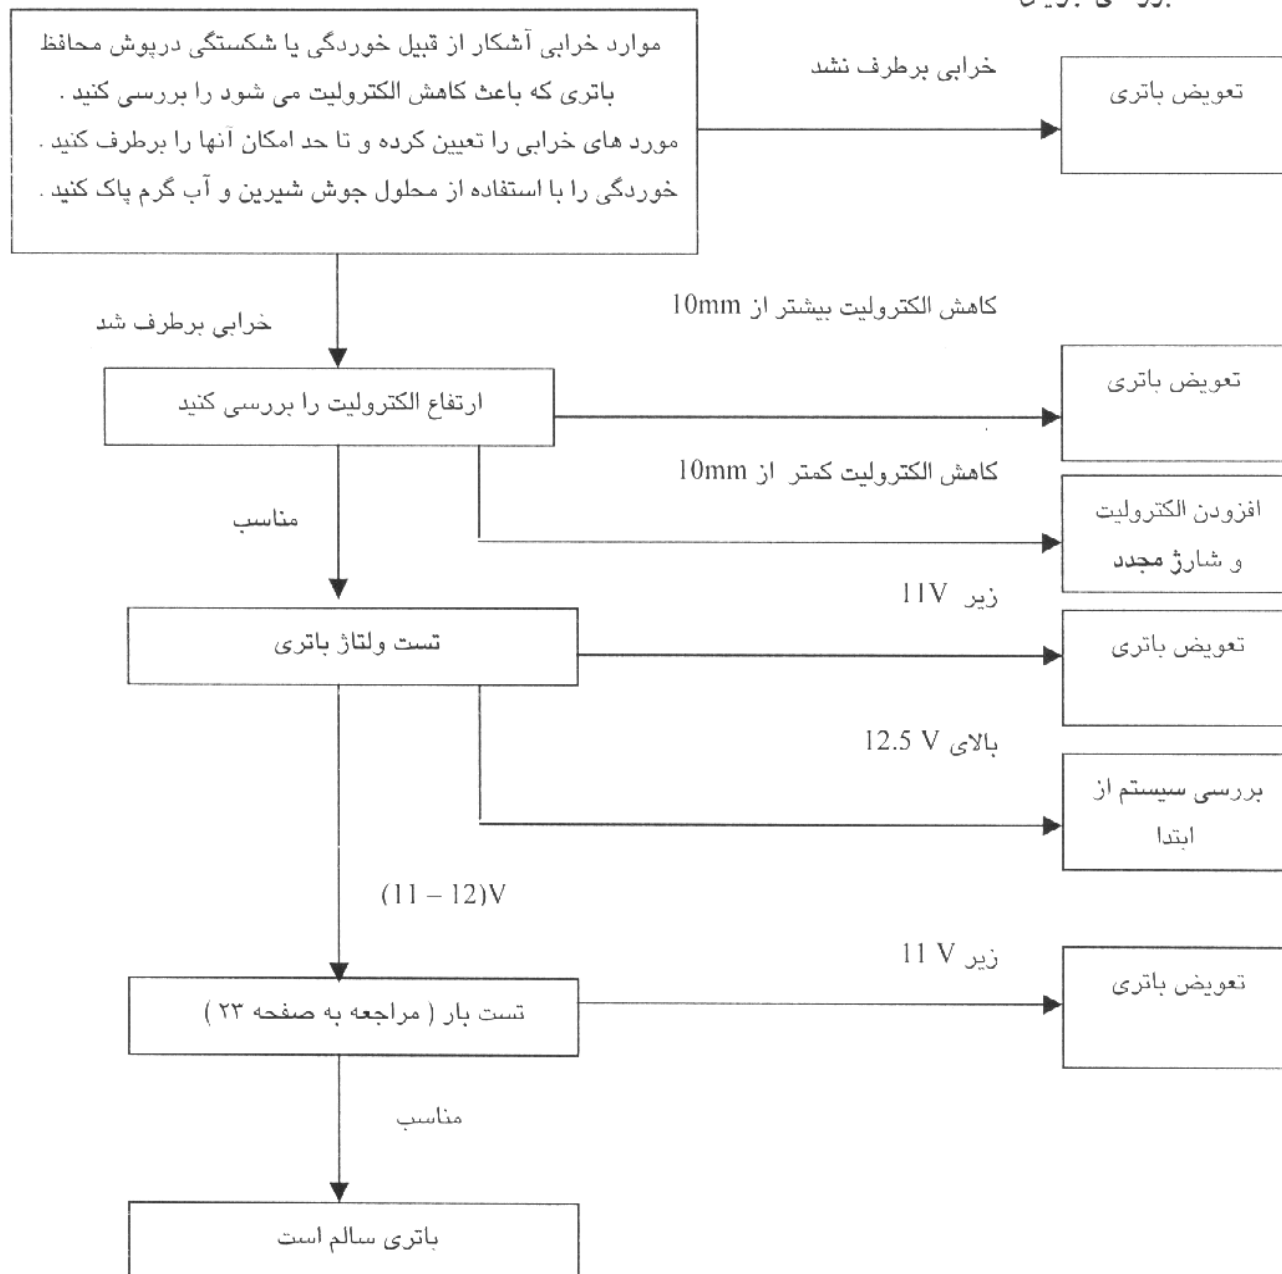 موارد خرابی آشکار از قبیل خوردگی یا شکستگی درپوش محافظ
باتری که باعث کاهش الکترولیت می شود را بررسی کنید .
مورد های خرابی را تعیین کرده و تا حد امکان آنها را برطرف کنید .
خوردگی را با استفاده از محلول جوش شیرین و آب گرم پاک کنید .
خرابی برطرف نشد
تعویض باتری
خرابی برطرف شد
کاهش الکترولیت بیشتر از 10mm
ارتفاع الکترولیت را بررسی کنید
تعویض باتری
کاهش الکترولیت کمتر از 10mm
مناسب
افزودن الکترولیت
و شارژ مجدد
زیر 11V
تست ولتاژ باتری
تعویض باتری
بالای 12.5 V
بررسی سیستم از
ابتدا
(11 – 12)V
زیر 11 V
تست بار ( مراجعه به صفحه ۲۳ )
تعویض باتری
مناسب
باتری سالم است